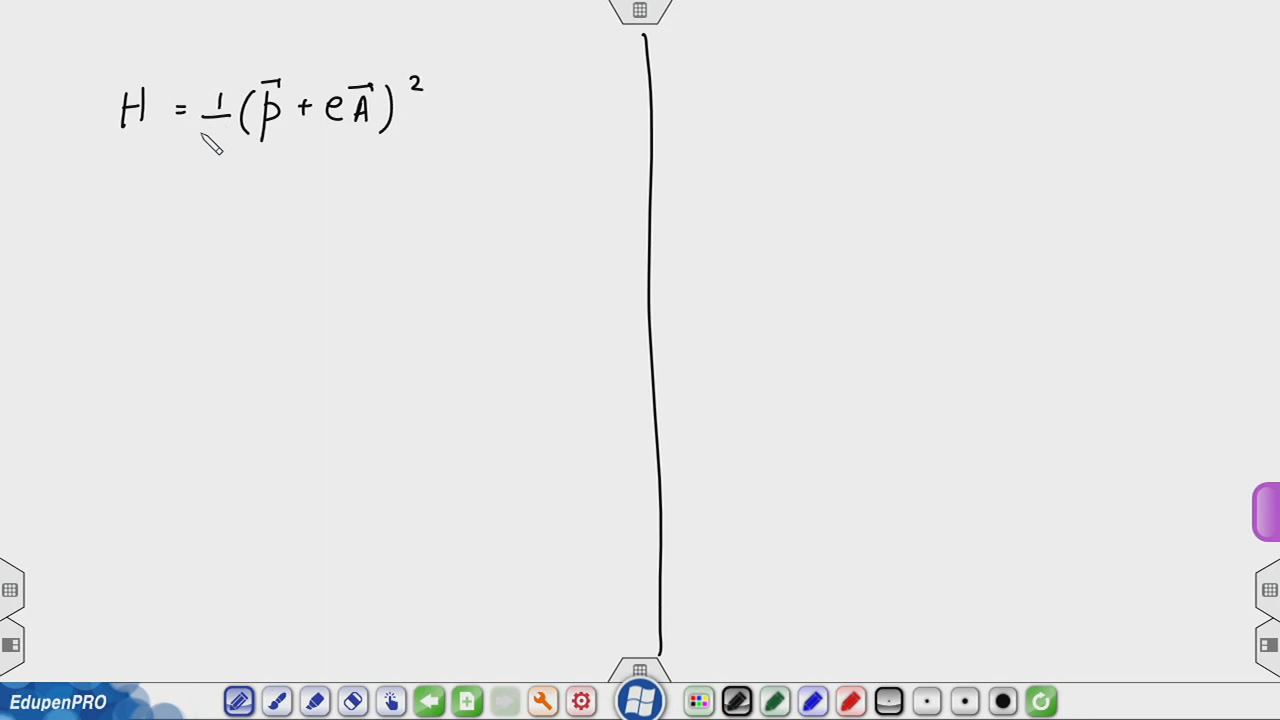 H = 1/ (p⃗ + eA⃗)²
EdupenPRO